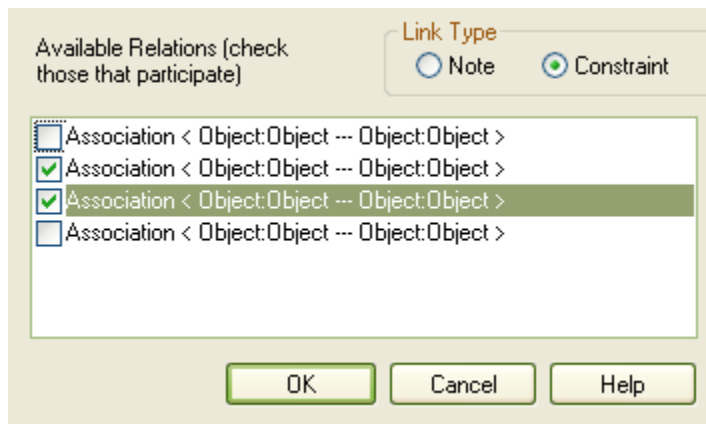 Available Relations (check
those that participate)
Link Type
Note
Constraint
Association < Object:Object --- Object:Object >
Association < Object:Object --- Object:Object >
Association < Object:Object --- Object:Object >
Association < Object:Object --- Object:Object >
OK
Cancel
Help